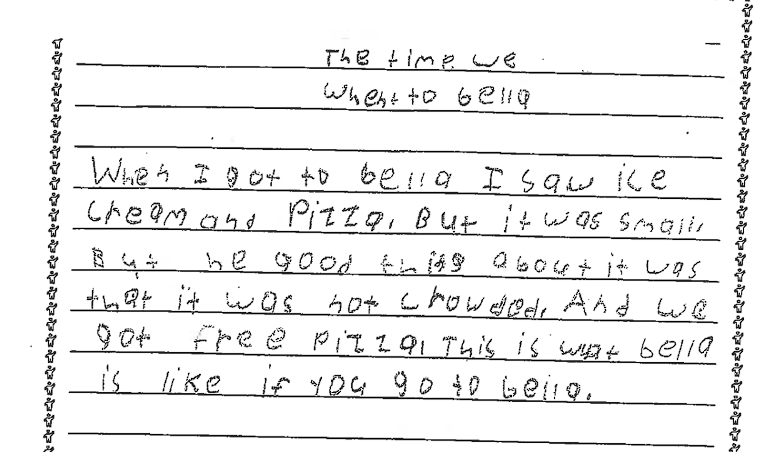 The time we
When to bella
When I got to bella I saw ice
cream and Pizza. But it was small.
But he good thing about it was
that it was not crowded. And we
got free pizza. This is what bella
is like if you go to bella.